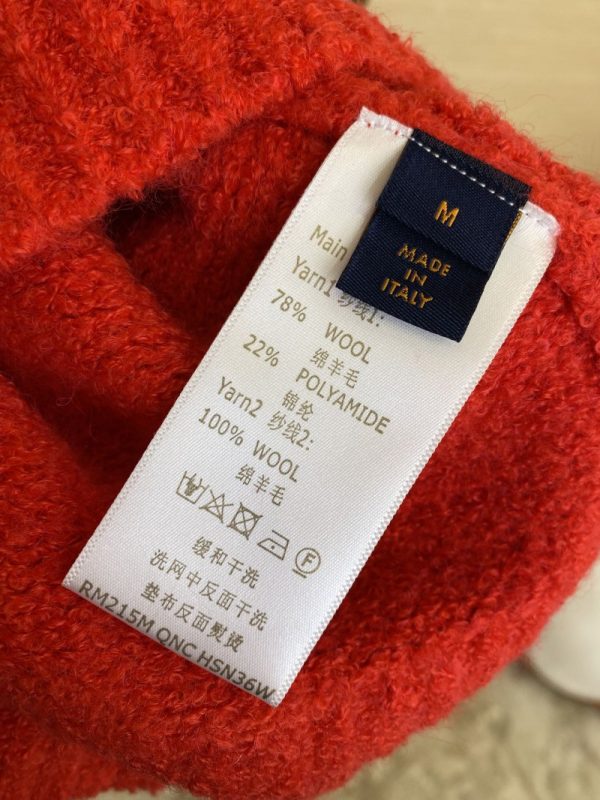 M
MADE
IN
ITALY
Main
Yarn1 纱线1:
78% WOOL
绵羊毛
22% POLYAMIDE
锦纶
Yarn2 纱线2:
100% WOOL
绵羊毛
F
缓和干洗
洗网中反面干洗
垫布反面熨烫
RM215M QNC HSN36W